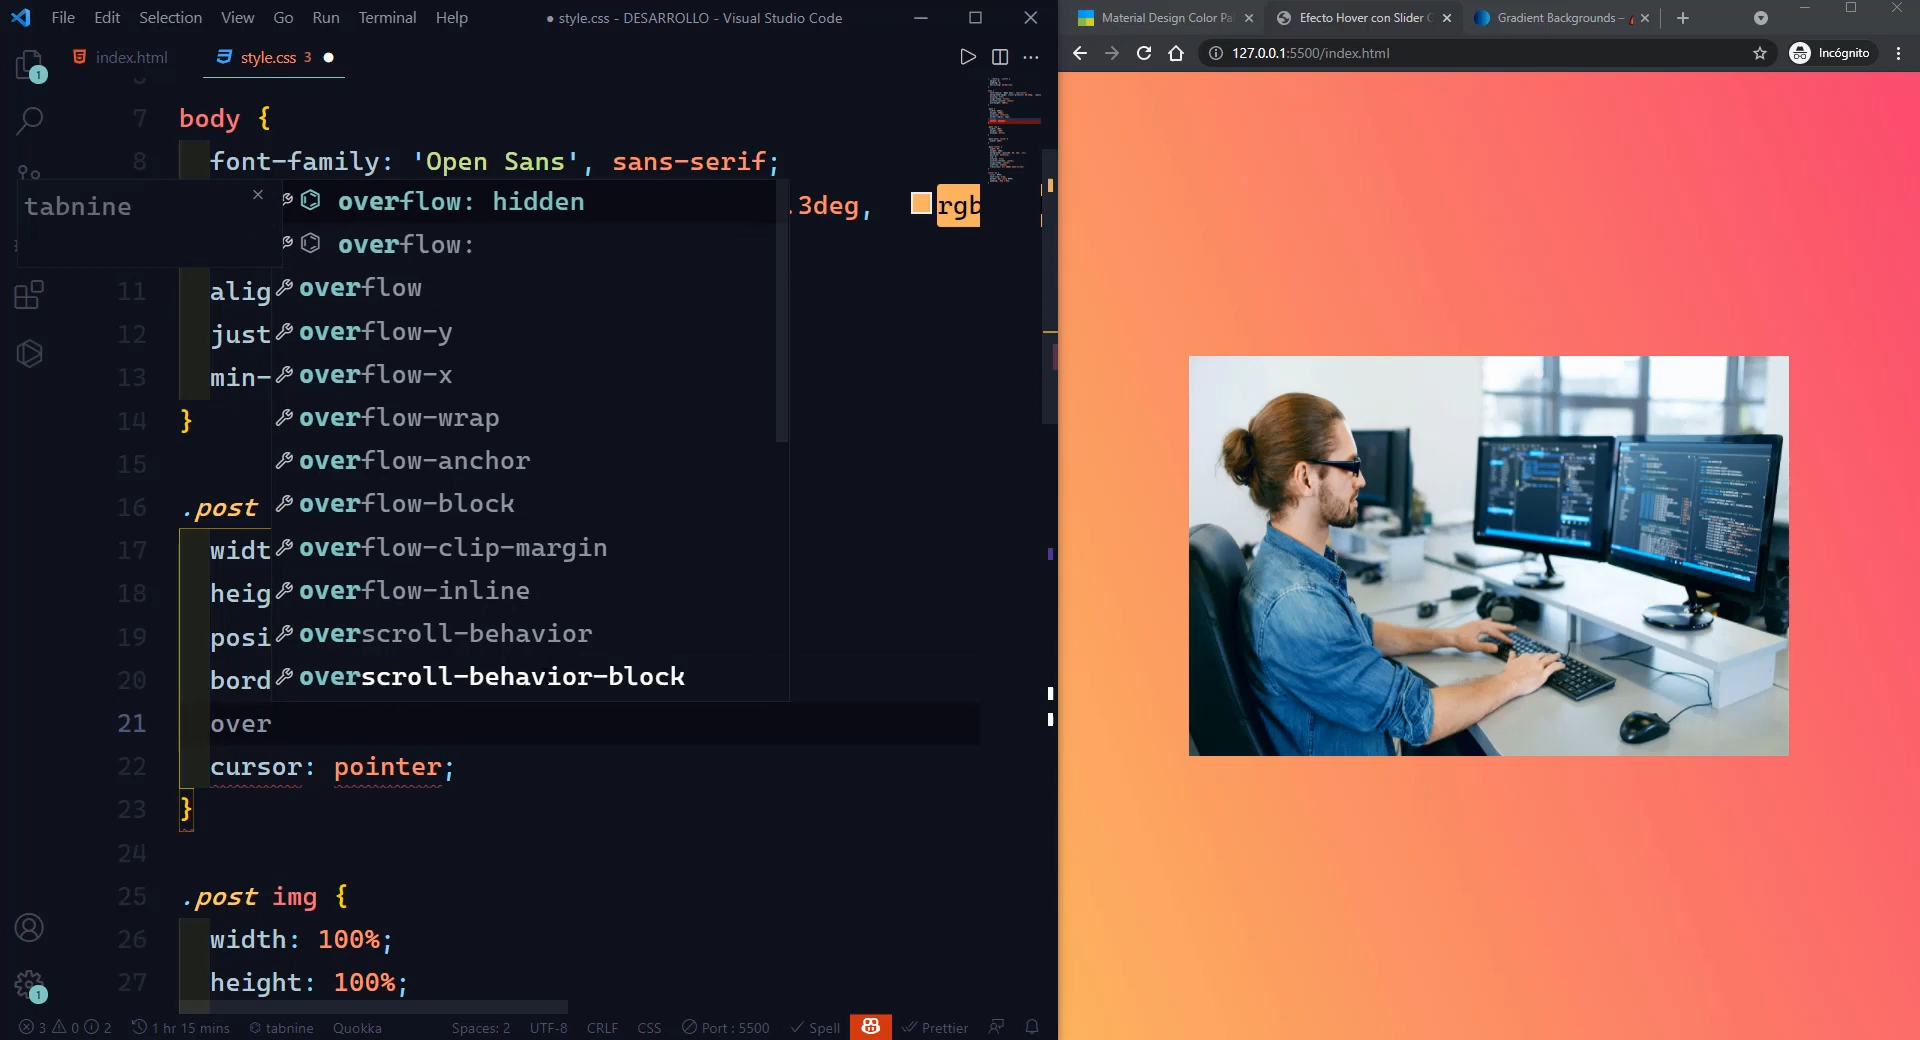 File Edit Selection View Go Run Terminal Help
● style.css - DESARROLLO - Visual Studio Code
index.html
style.css 3 ●
7 body {
8 font-family: 'Open Sans', sans-serif;
tabnine
overflow: hidden
.3deg, rgb
overflow:
11 alig
overflow
12 just
overflow-y
13 min-
overflow-x
14 }
overflow-wrap
15
overflow-anchor
16 .post
overflow-block
17 widt
overflow-clip-margin
18 heig
overflow-inline
19 posi
overscroll-behavior
20 bord
overscroll-behavior-block
21 over
22 cursor: pointer;
23 }
24
25 .post img {
26 width: 100%;
27 height: 100%;
1
1
3 0 2 1 hr 15 mins tabnine Quokka Spaces: 2 UTF-8 CRLF CSS Port : 5500 Spell Prettier
Material Design Color Pa
Efecto Hover con Slider
Gradient Backgrounds –
127.0.0.1:5500/index.html
Incógnito